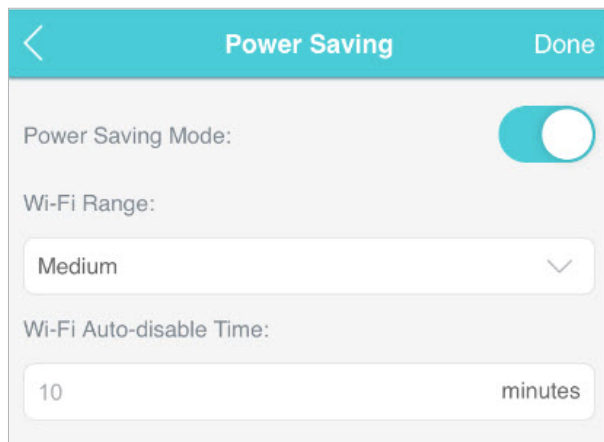 Power Saving Done
Power Saving Mode:
Wi-Fi Range:
Medium
Wi-Fi Auto-disable Time:
10 minutes